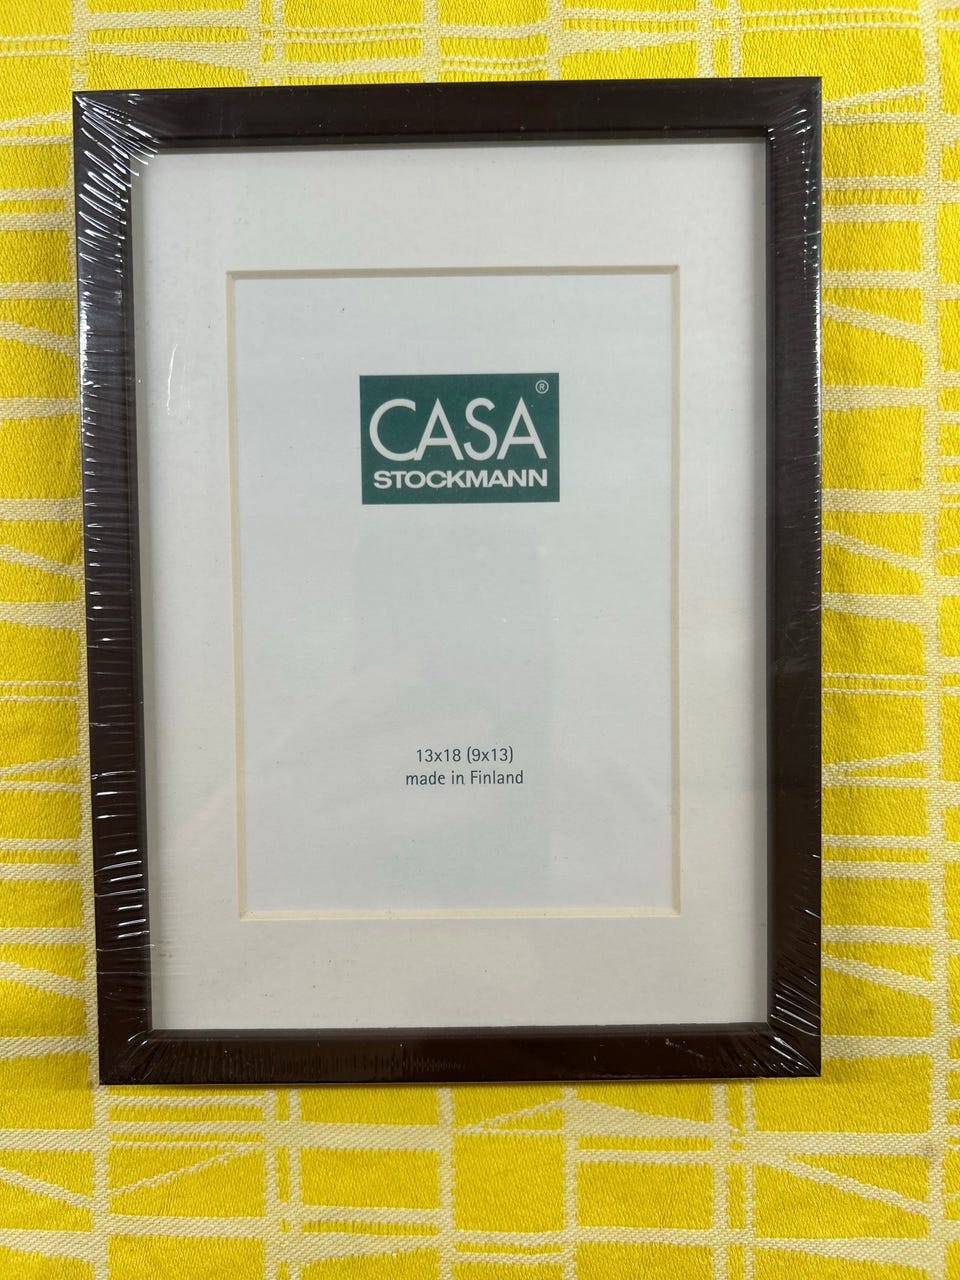 CASA®
STOCKMANN
13x18 (9x13)
made in Finland